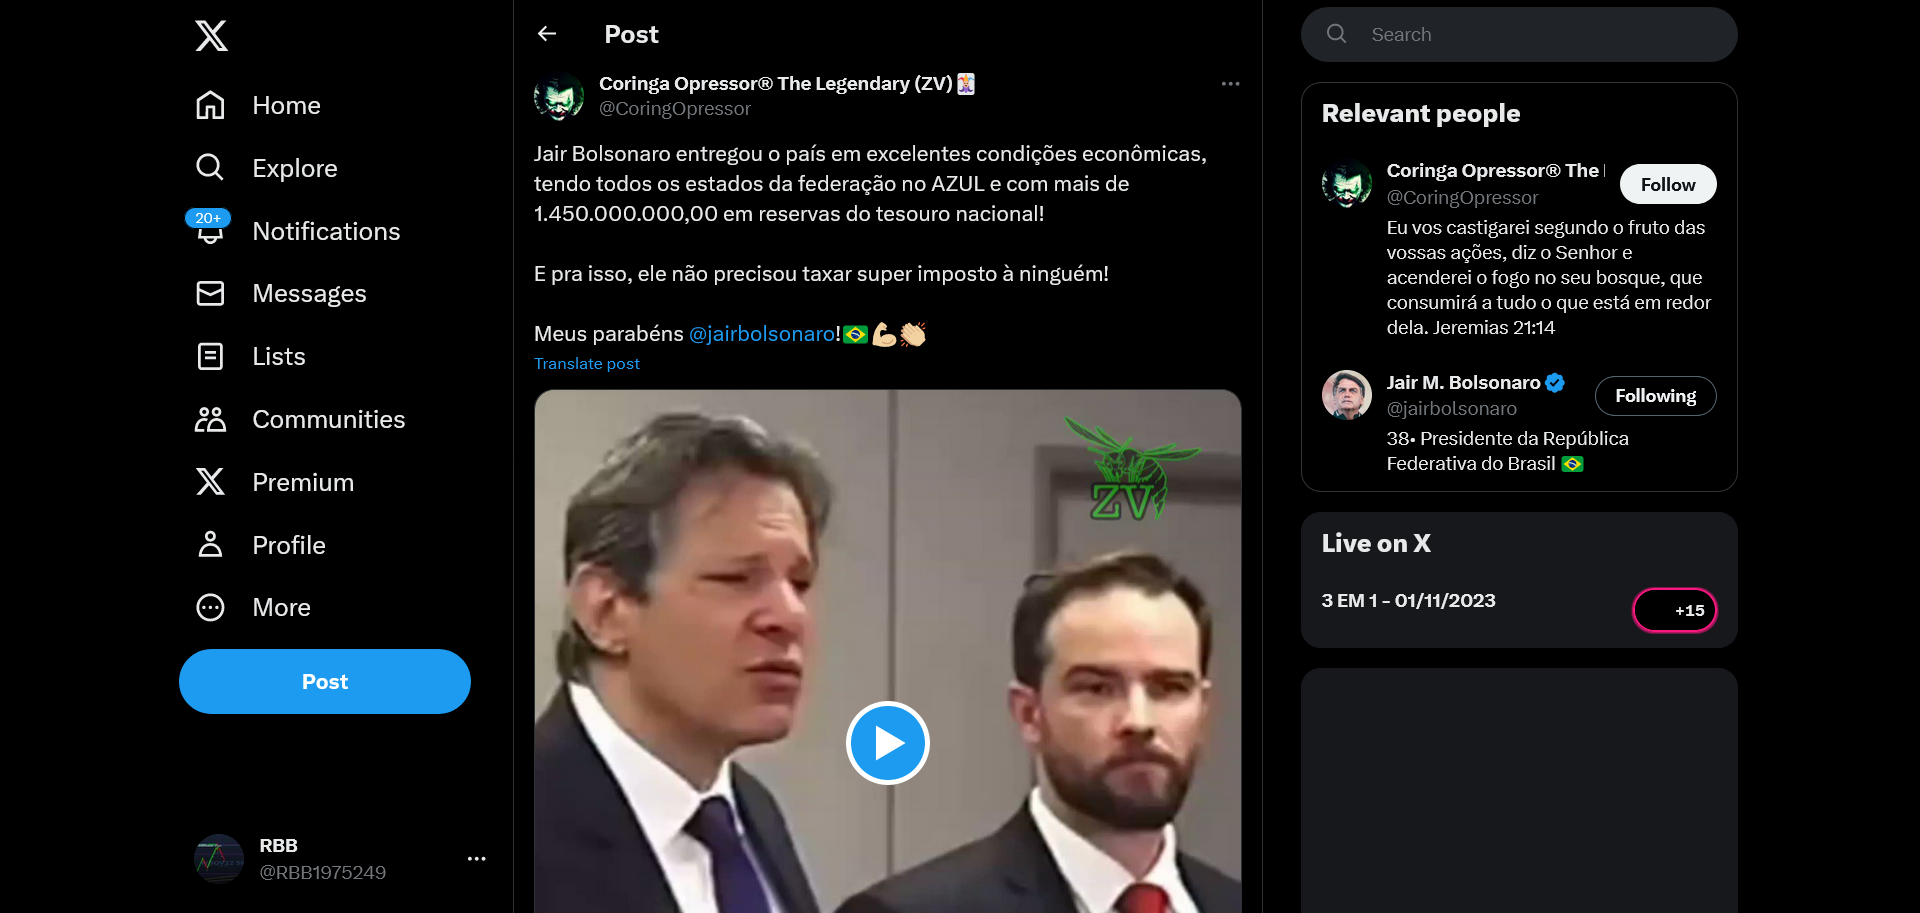 Home
Explore
20+
Notifications
Messages
Lists
Communities
Premium
Profile
More
Post
RBB
@RBB1975249
Post
Coringa Opressor® The Legendary (ZV)🃏
@CoringOpressor
Jair Bolsonaro entregou o país em excelentes condições econômicas,
tendo todos os estados da federação no AZUL e com mais de
1.450.000.000,00 em reservas do tesouro nacional!
E pra isso, ele não precisou taxar super imposto à ninguém!
Meus parabéns @jairbolsonaro!🇧🇷💪🏼👏🏼
Translate post
ZV
Search
Relevant people
Coringa Opressor® The
@CoringOpressor
Follow
Eu vos castigarei segundo o fruto das
vossas ações, diz o Senhor e
acenderei o fogo no seu bosque, que
consumirá a tudo o que está em redor
dela. Jeremias 21:14
Jair M. Bolsonaro
@jairbolsonaro
Following
38• Presidente da República
Federativa do Brasil 🇧🇷
Live on X
3 EM 1 - 01/11/2023
+15